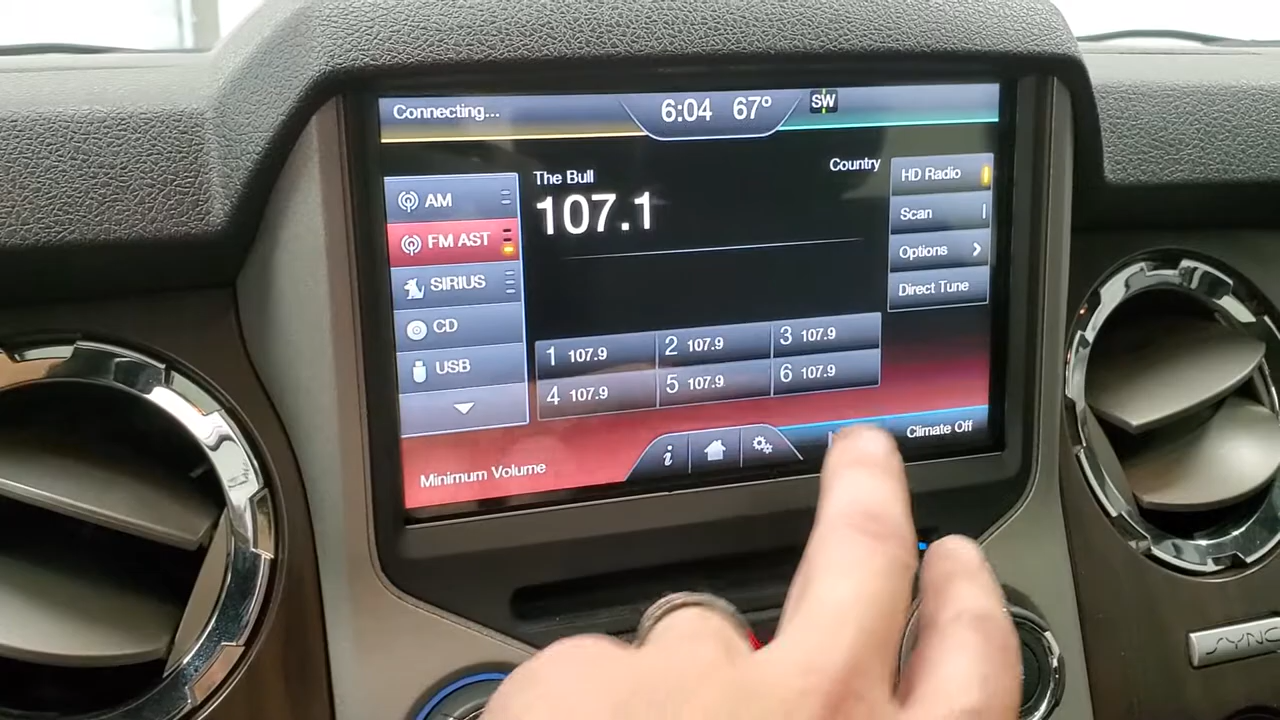 Connecting...
6:04 67°
SW
AM
FM AST
SIRIUS
CD
USB
The Bull
Country
107.1
HD Radio
Scan
Options
Direct Tune
1 107.9
2 107.9
3 107.9
4 107.9
5 107.9
6 107.9
Minimum Volume
i
Climate Off
SYNC